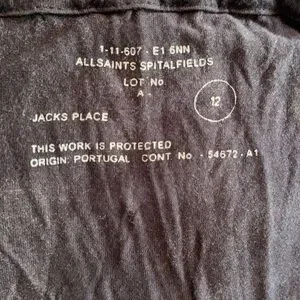 1-11-607 - E1 6NN
ALLSAINTS SPITALFIELDS
LOT No
A -
12
JACKS PLACE
THIS WORK IS PROTECTED
ORIGIN: PORTUGAL CONT No. - 54672 - A1